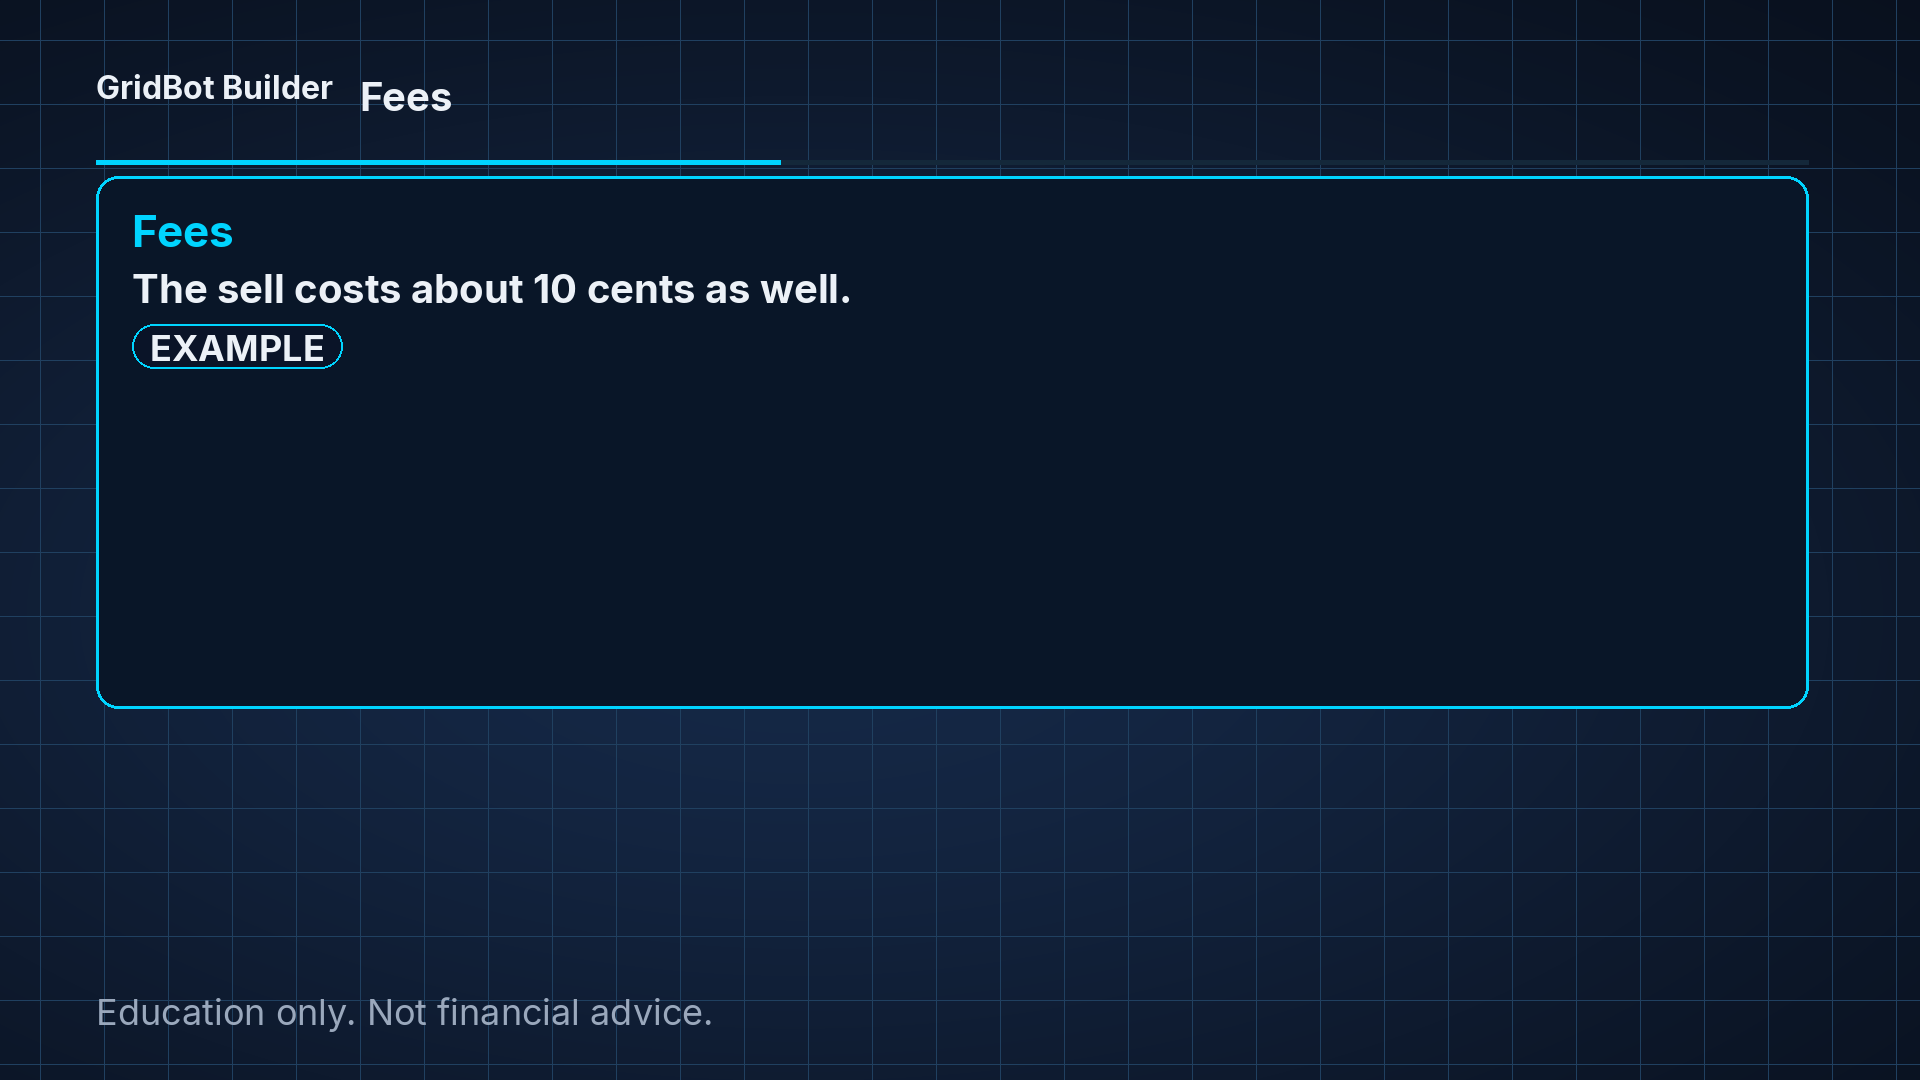 GridBot Builder
Fees
Fees
The sell costs about 10 cents as well.
EXAMPLE
Education only. Not financial advice.